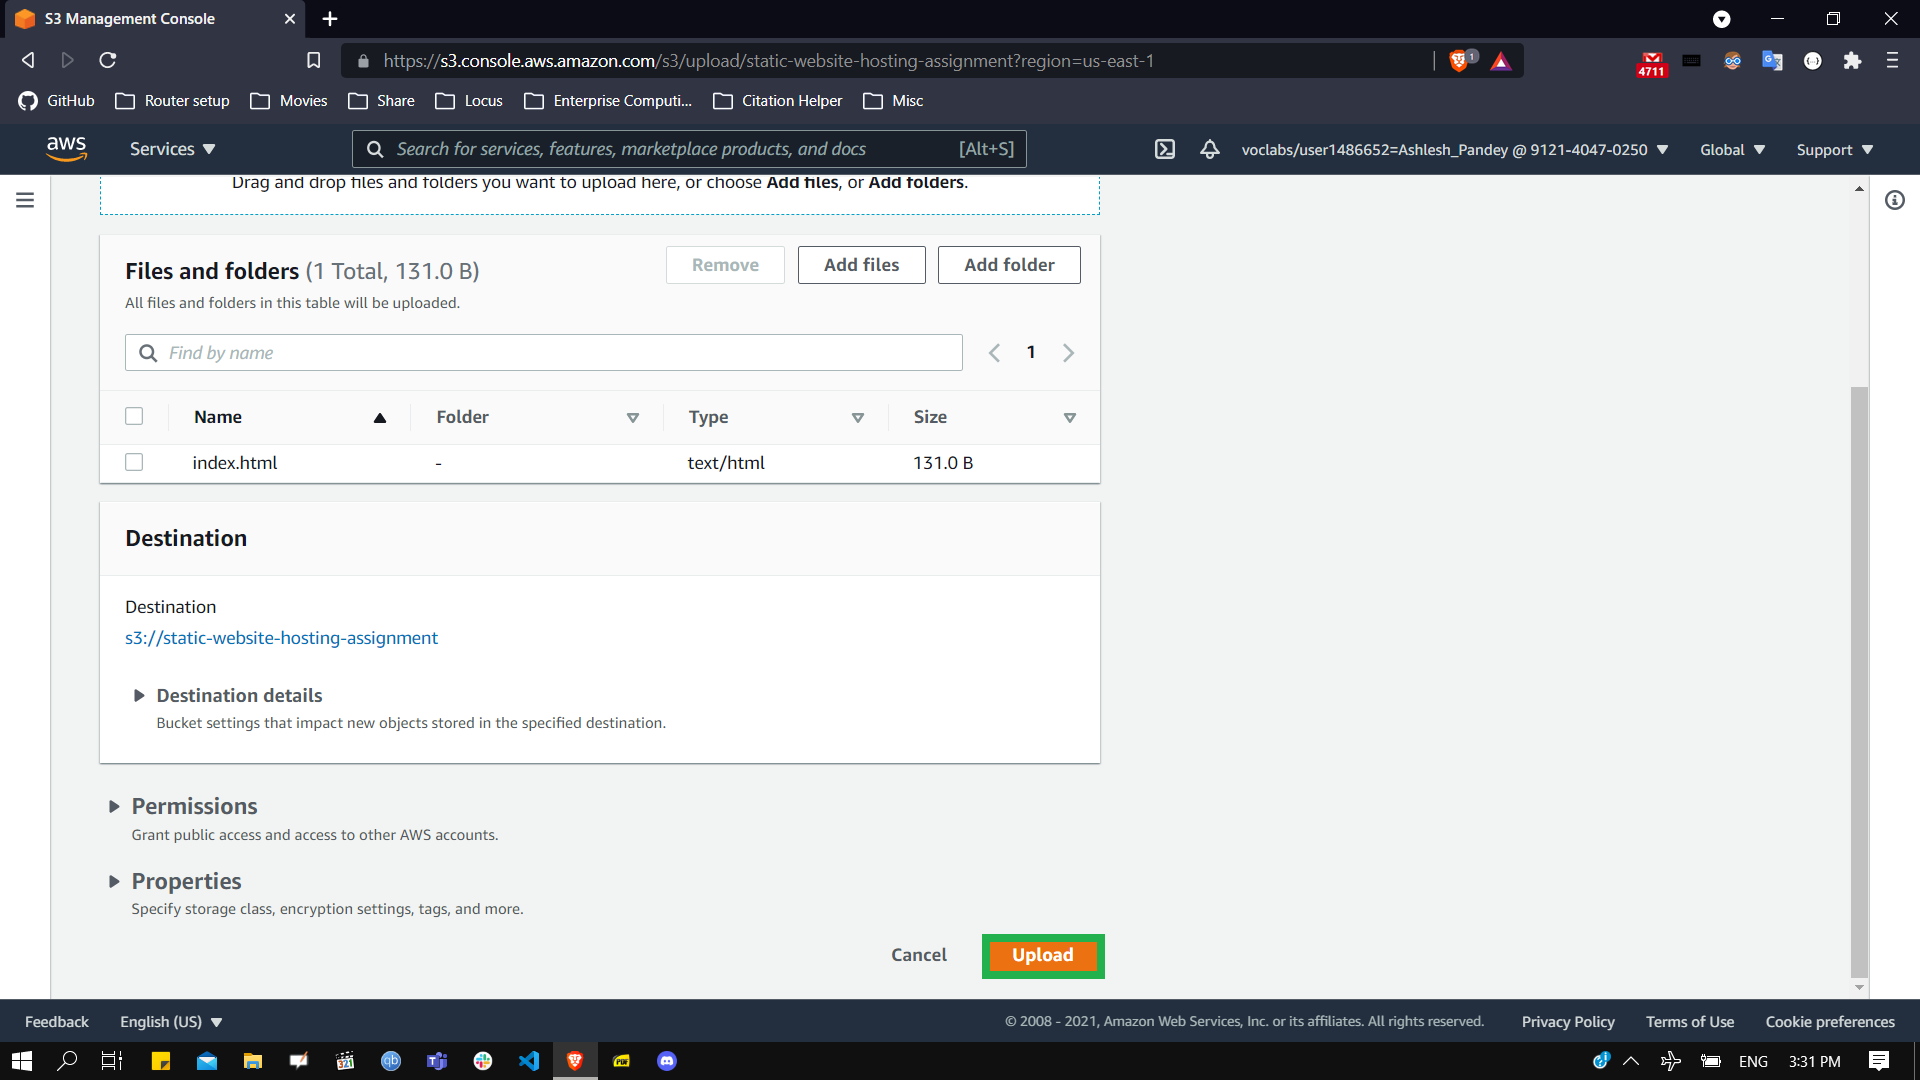 S3 Management Console
https://s3.console.aws.amazon.com/s3/upload/static-website-hosting-assignment?region=us-east-1
1
4711
GitHub Router setup Movies Share Locus Enterprise Computi... Citation Helper Misc
aws Services Search for services, features, marketplace products, and docs [Alt+S] voclabs/user1486652=Ashlesh_Pandey @ 9121-4047-0250 Global Support
Drag and drop files and folders you want to upload here, or choose Add files, or Add folders.
Files and folders (1 Total, 131.0 B) Remove Add files Add folder
All files and folders in this table will be uploaded.
Find by name 1
Name Folder Type Size
index.html - text/html 131.0 B
Destination
Destination
s3://static-website-hosting-assignment
Destination details
Bucket settings that impact new objects stored in the specified destination.
Permissions
Grant public access and access to other AWS accounts.
Properties
Specify storage class, encryption settings, tags, and more.
Cancel Upload
Feedback English (US) © 2008 - 2021, Amazon Web Services, Inc. or its affiliates. All rights reserved. Privacy Policy Terms of Use Cookie preferences
321 qb PDF ENG 3:31 PM